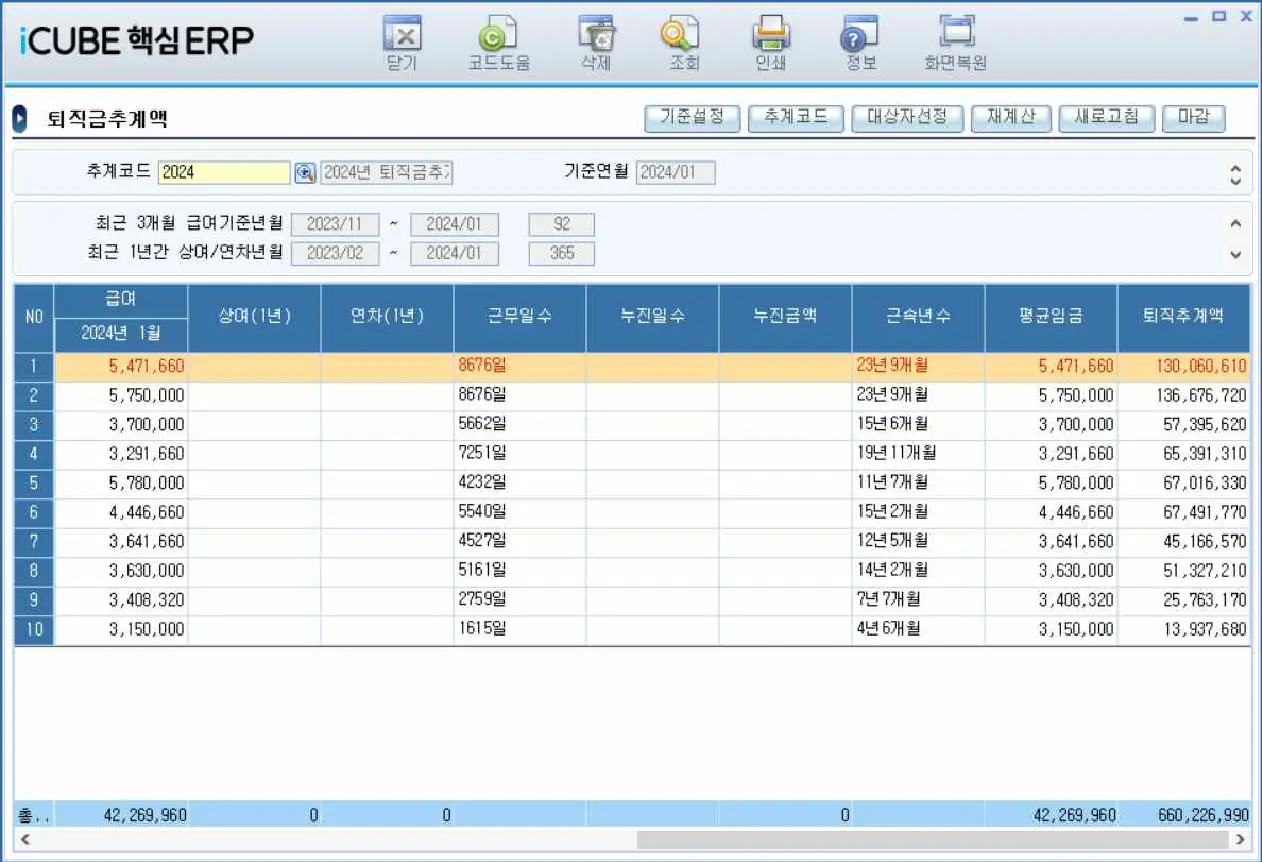 iCUBE 핵심ERP
닫기 코드도움 삭제 조회 인쇄 정보 화면복원
퇴직금추계액 기준설정 추계코드 대상자선정 재계산 새로고침 마감
추계코드 2024 2024년 퇴직금추 기준연월 2024/01
최근 3개월 급여기준년월 2023/11 ~ 2024/01 92
최근 1년간 상여/연차년월 2023/02 ~ 2024/01 365
NO 급여 상여(1년) 연차(1년) 근무일수 누진일수 누진금액 근속년수 평균임금 퇴직추계액
2024년 1월
1 5,471,660 8676일 23년9개월 5,471,660 130,060,610
2 5,750,000 8676일 23년9개월 5,750,000 136,676,720
3 3,700,000 5662일 15년6개월 3,700,000 57,395,620
4 3,291,660 7251일 19년11개월 3,291,660 65,391,310
5 5,780,000 4232일 11년7개월 5,780,000 67,016,330
6 4,446,660 5540일 15년2개월 4,446,660 67,491,770
7 3,641,660 4527일 12년5개월 3,641,660 45,166,570
8 3,630,000 5161일 14년2개월 3,630,000 51,327,210
9 3,408,320 2759일 7년7개월 3,408,320 25,763,170
10 3,150,000 1615일 4년6개월 3,150,000 13,937,680
총.. 42,269,960 0 0 0 42,269,960 660,226,990